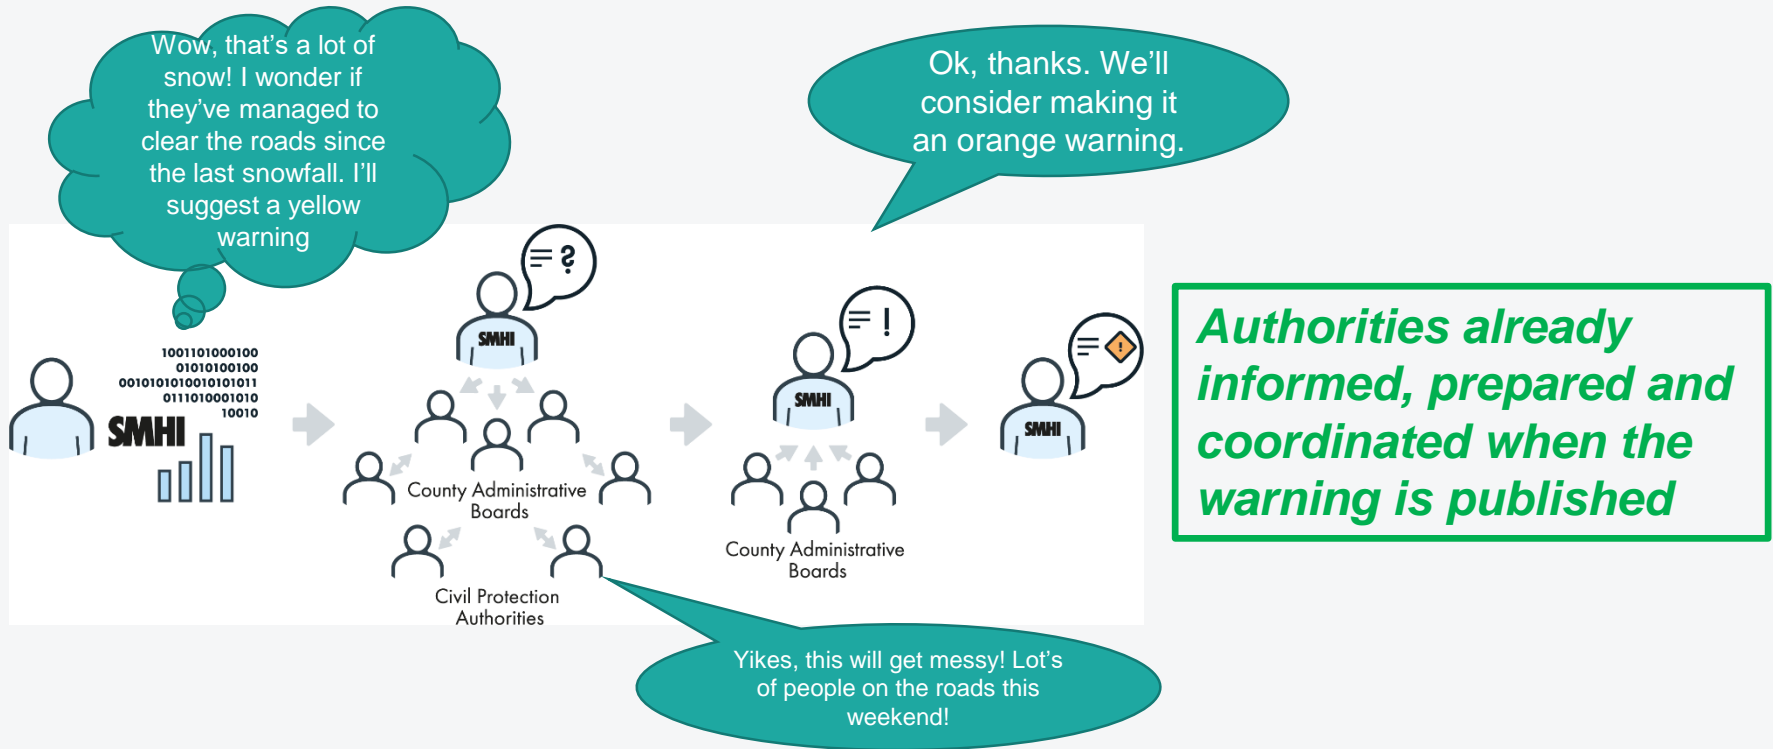 Wow, that's a lot of
snow! I wonder if
they've managed to
clear the roads since
the last snowfall. I'll
suggest a yellow
warning
Ok, thanks. We'll
consider making it
an orange warning.
1001101000100
01010100100
0010101010010101011
0111010001010
10010
SMHI
?
SMHI
County Administrative
Boards
Civil Protection
Authorities
!
SMHI
County Administrative
Boards
!
SMHI
Yikes, this will get messy! Lot's
of people on the roads this
weekend!
Authorities already
informed, prepared and
coordinated when the
warning is published